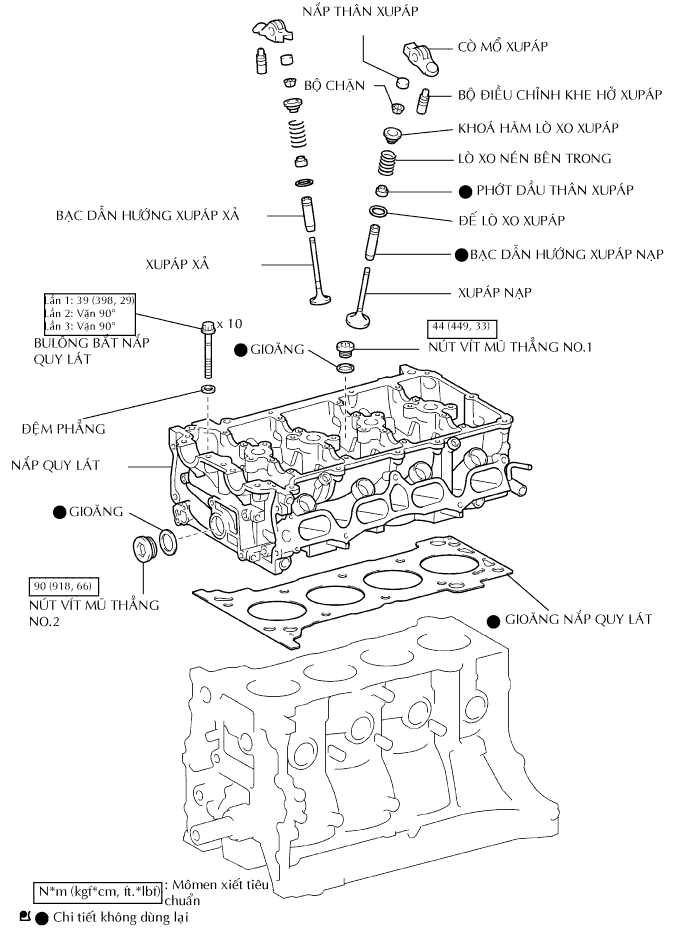 NẮP THÂN XUPÁP
CÒ MỔ XUPÁP
BỘ CHẶN
BỘ ĐIỀU CHỈNH KHE HỞ XUPÁP
KHOÁ HÃM LÒ XO XUPÁP
LÒ XO NÉN BÊN TRONG
PHỚT DẦU THÂN XUPÁP
BẠC DẪN HƯỚNG XUPÁP XẢ
ĐẾ LÒ XO XUPÁP
BẠC DẪN HƯỚNG XUPÁP NẠP
XUPÁP XẢ
XUPÁP NẠP
Lần 1: 39 (398, 29)
Lần 2: Vặn 90°
Lần 3: Vặn 90°
x 10
BULÔNG BẮT NẮP
QUY LÁT
44 (449, 33)
GIOĂNG
NÚT VÍT MŨ THẲNG NO.1
ĐỆM PHẲNG
NẮP QUY LÁT
GIOĂNG
90 (918, 66)
NÚT VÍT MŨ THẲNG
NO.2
GIOĂNG NẮP QUY LÁT
N*m (kgf*cm, ft.*lbf)
: Mômen xiết tiêu
chuẩn
Chi tiết không dùng lại